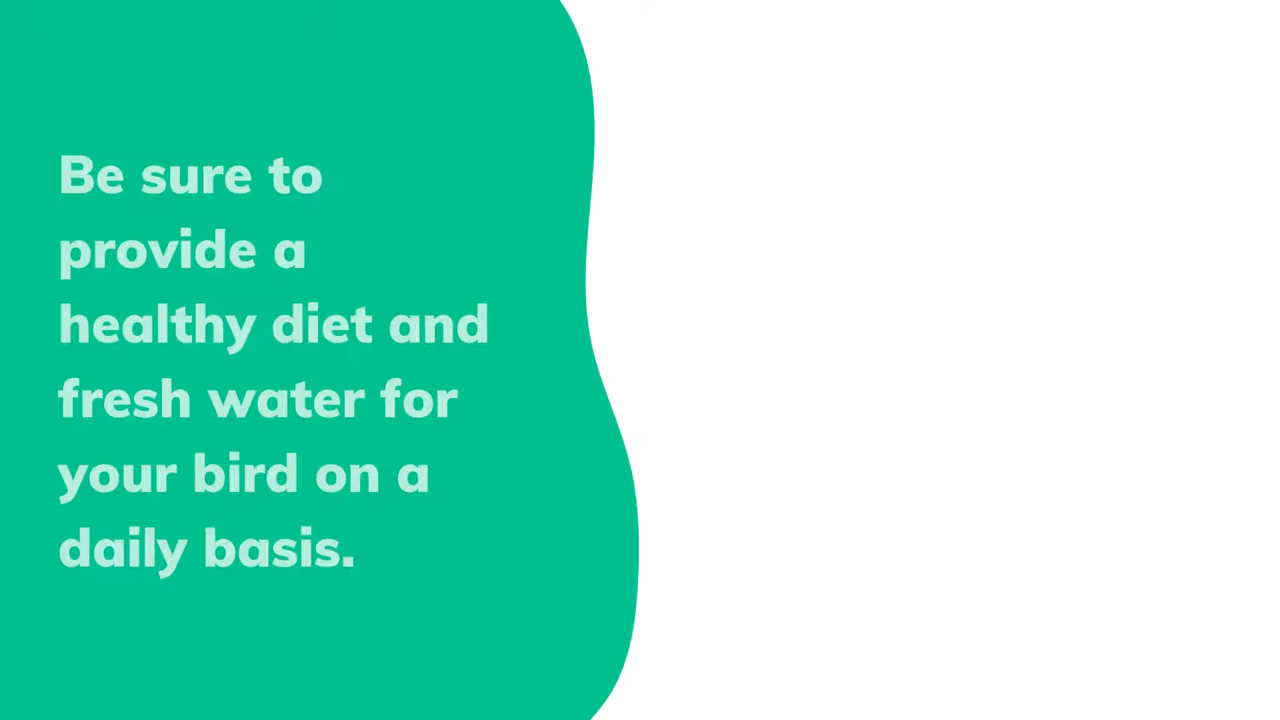 Be sure to
provide a
healthy diet and
fresh water for
your bird on a
daily basis.